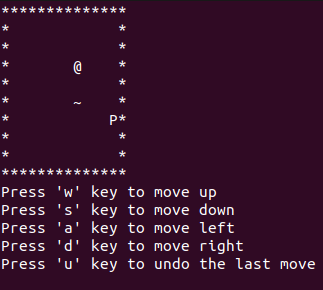 **************
*            *
*            *
*       @    *
*            *
*       ~    *
*           P*
*            *
*            *
**************
Press 'w' key to move up
Press 's' key to move down
Press 'a' key to move left
Press 'd' key to move right
Press 'u' key to undo the last move